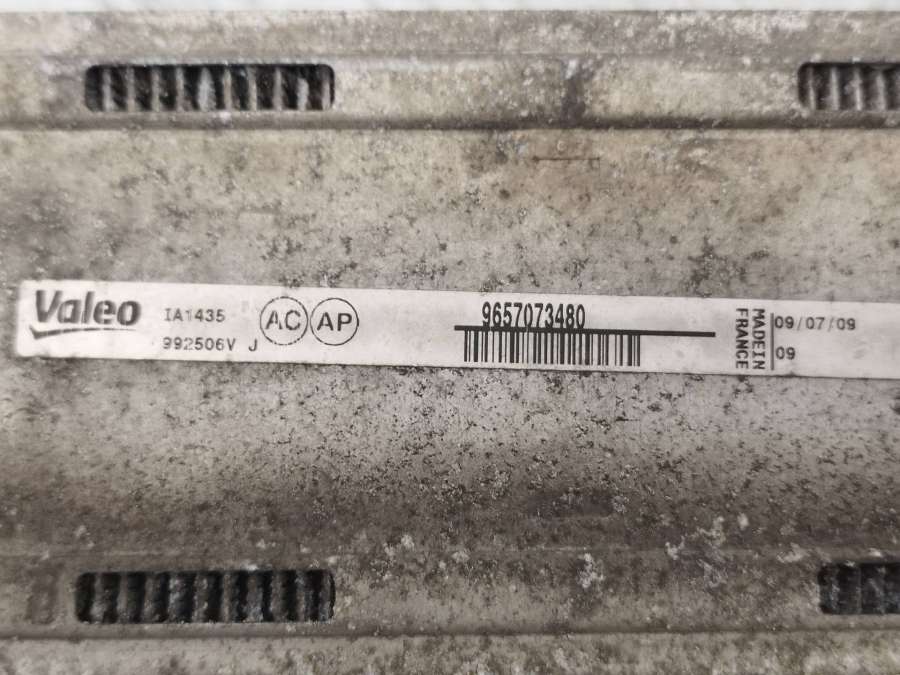 Valeo
IA1435
992506V J
AC AP
9657073480
MADE IN
FRANCE
09/07/09
09